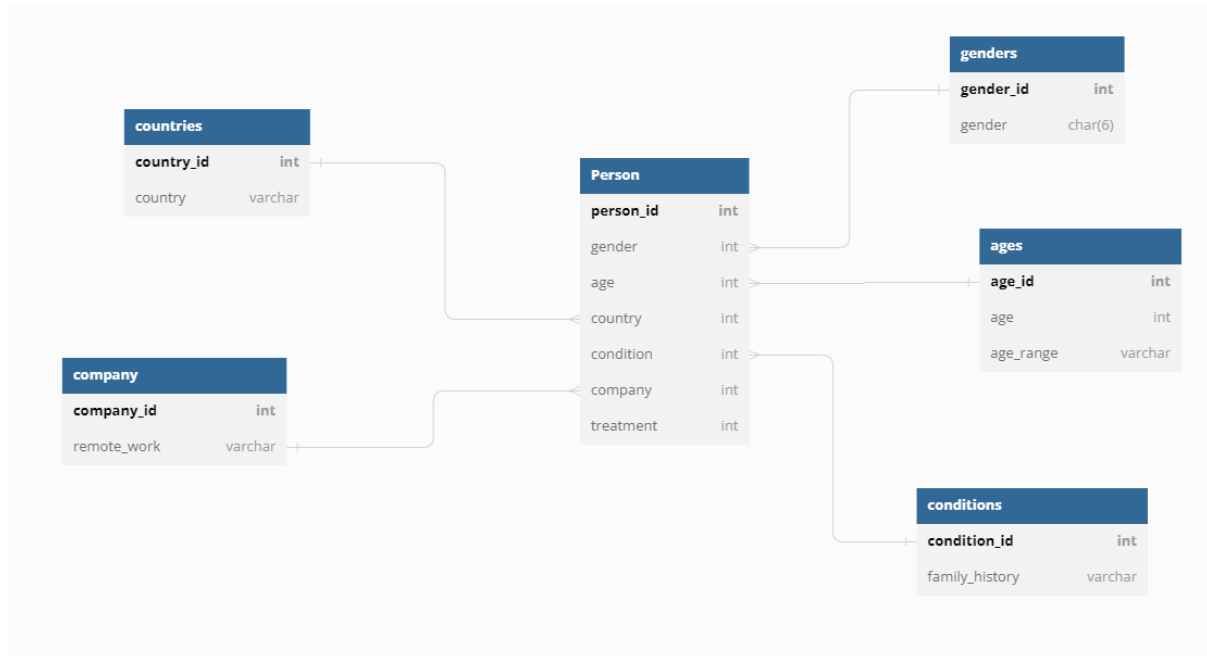 genders
gender_id int
gender char(6)
countries
country_id int
country varchar
Person
person_id int
gender int
age int
country int
condition int
company int
treatment int
ages
age_id int
age int
age_range varchar
company
company_id int
remote_work varchar
conditions
condition_id int
family_history varchar